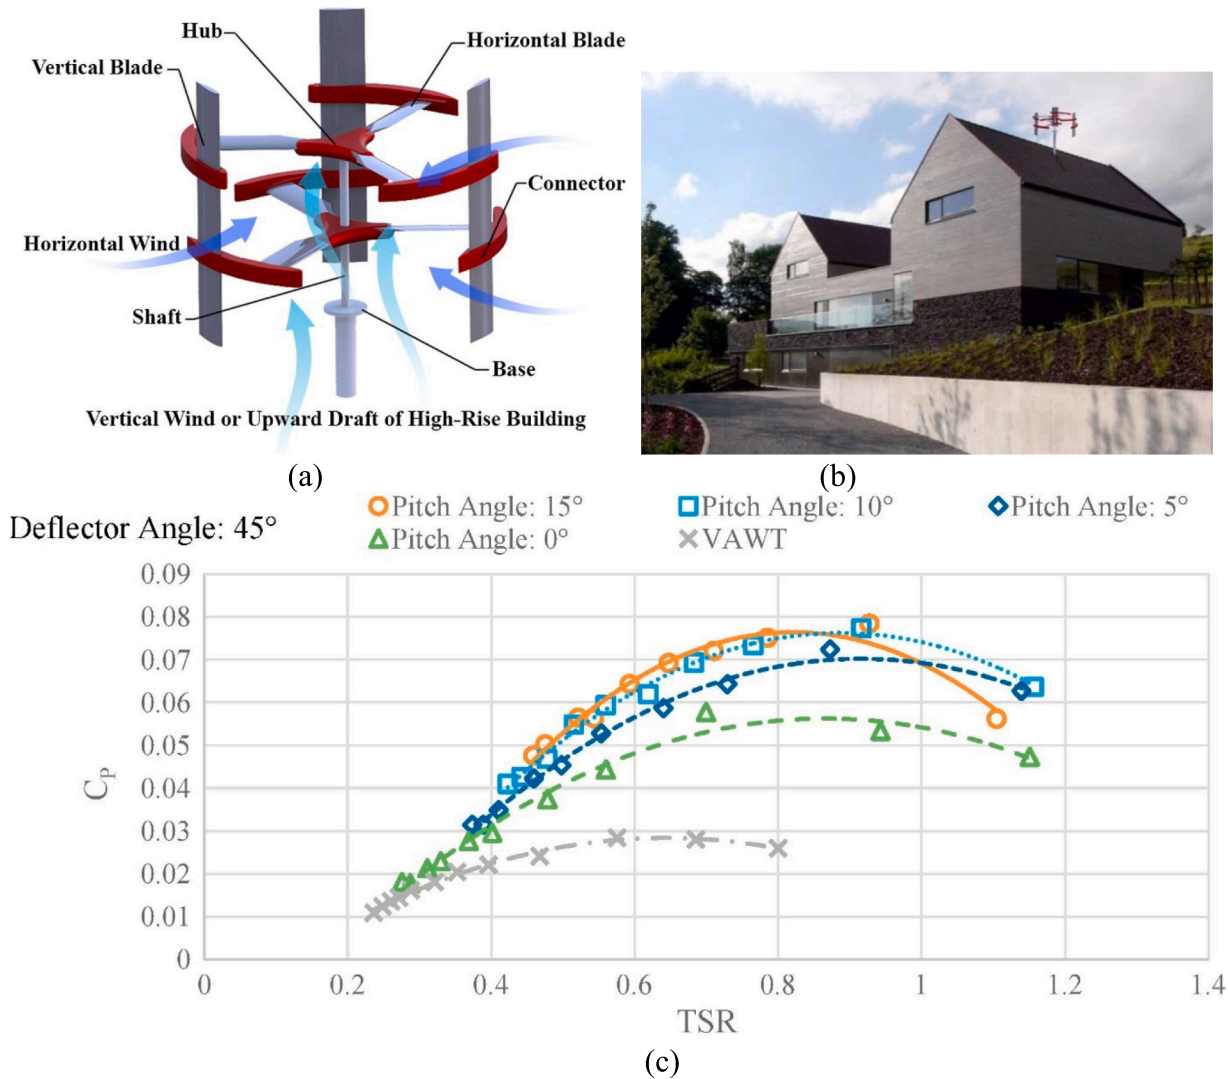 Hub
Horizontal Blade
Vertical Blade
Connector
Horizontal Wind
Shaft
Base
Vertical Wind or Upward Draft of High-Rise Building
(a)
(b)
Deflector Angle: 45°
Pitch Angle: 15°
Pitch Angle: 10°
Pitch Angle: 5°
Pitch Angle: 0°
VAWT
0.09
0.08
0.07
0.06
0.05
0.04
0.03
0.02
0.01
0
C_P
0 0.2 0.4 0.6 0.8 1 1.2 1.4
TSR
(c)